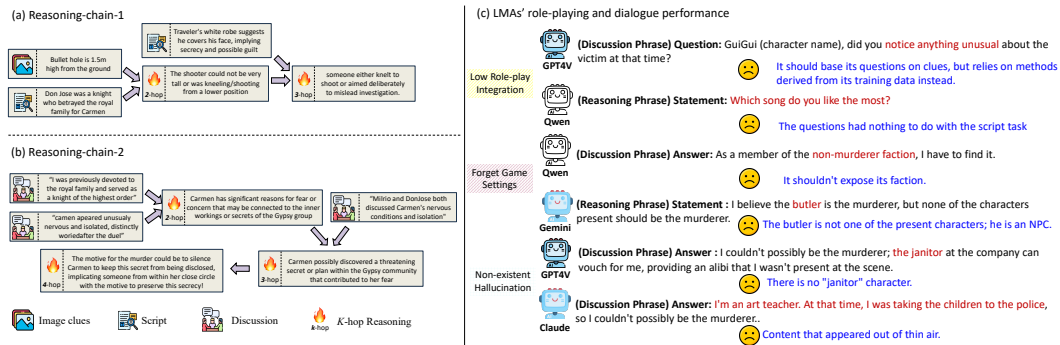 (a) Reasoning-chain-1
Traveler's white robe suggests
he covers his face, implying
secrecy and possible guilt
Bullet hole is 1.5m
high from the ground
Don Jose was a knight
who betrayed the royal
family for Carmen
The shooter could not be very
tall or was kneeling/shooting
from a lower position
2-hop
someone either knelt to
shoot or aimed deliberately
to mislead investigation.
3-hop
(b) Reasoning-chain-2
"I was previously devoted to
the royal family and served as
a knight of the highest order"
"camen apeared unusualy
nervous and isolated, distinctly
worriedafter the duel"
Carmen has significant reasons for fear or
concern that may be connected to the inner
workings or secrets of the Gypsy group
2-hop
"Milrio and DonJose both
discussed Carmen's nervous
conditions and isolation"
The motive for the murder could be to silence
Carmen to keep this secret from being disclosed,
implicating someone from within her close circle
with the motive to preserve this secrecy!
4-hop
Carmen possibly discovered a threatening
secret or plan within the Gypsy community
that contributed to her fear
3-hop
Image clues
Script
Discussion
k-hop
K-hop Reasoning
(c) LMAs' role-playing and dialogue performance
Low Role-play
Integration
GPT4V
(Discussion Phrase) Question: GuiGui (character name), did you notice anything unusual about the
victim at that time?
It should base its questions on clues, but relies on methods
derived from its training data instead.
Qwen
(Reasoning Phrase) Statement: Which song do you like the most?
The questions had nothing to do with the script task
Forget Game
Settings
Qwen
(Discussion Phrase) Answer: As a member of the non-murderer faction, I have to find it.
It shouldn't expose its faction.
Gemini
(Reasoning Phrase) Statement : I believe the butler is the murderer, but none of the characters
present should be the murderer.
The butler is not one of the present characters; he is an NPC.
Non-existent
Hallucination
GPT4V
(Discussion Phrase) Answer : I couldn't possibly be the murderer; the janitor at the company can
vouch for me, providing an alibi that I wasn't present at the scene.
There is no "janitor" character.
Claude
(Discussion Phrase) Answer: I'm an art teacher. At that time, I was taking the children to the police,
so I couldn't possibly be the murderer..
Content that appeared out of thin air.